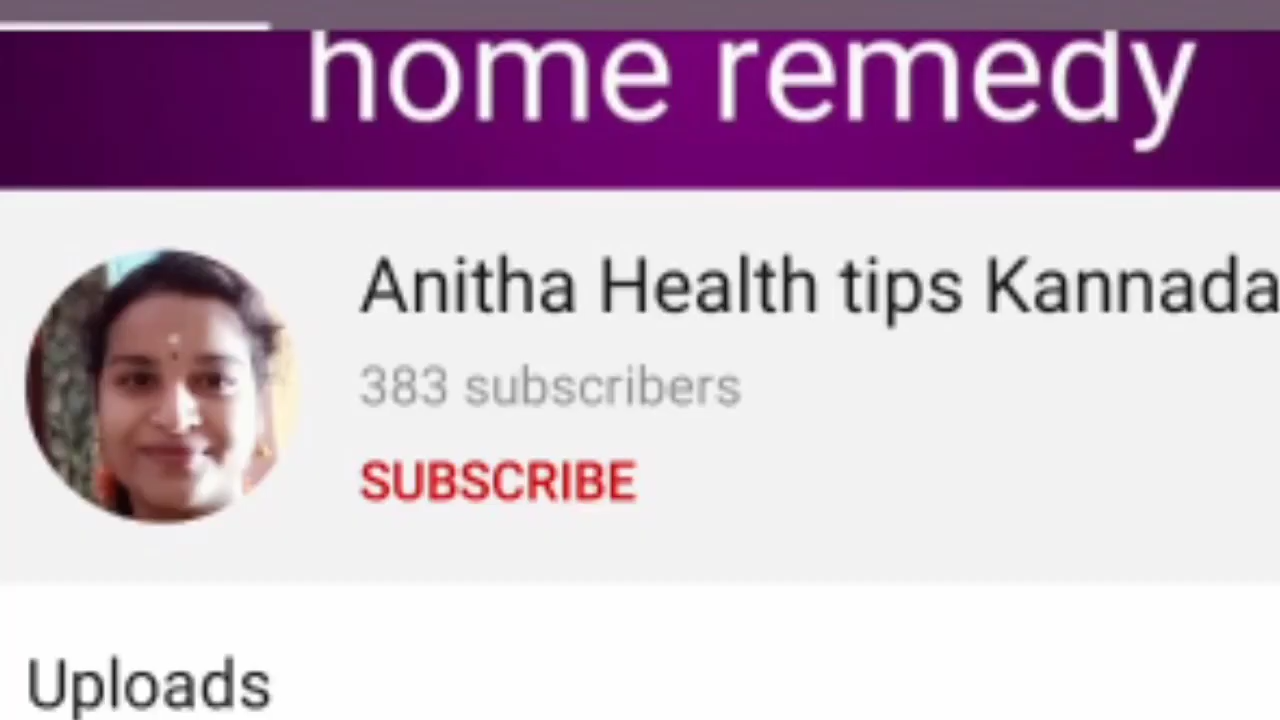 home remedy
Anitha Health tips Kannada
383 subscribers
SUBSCRIBE
Uploads